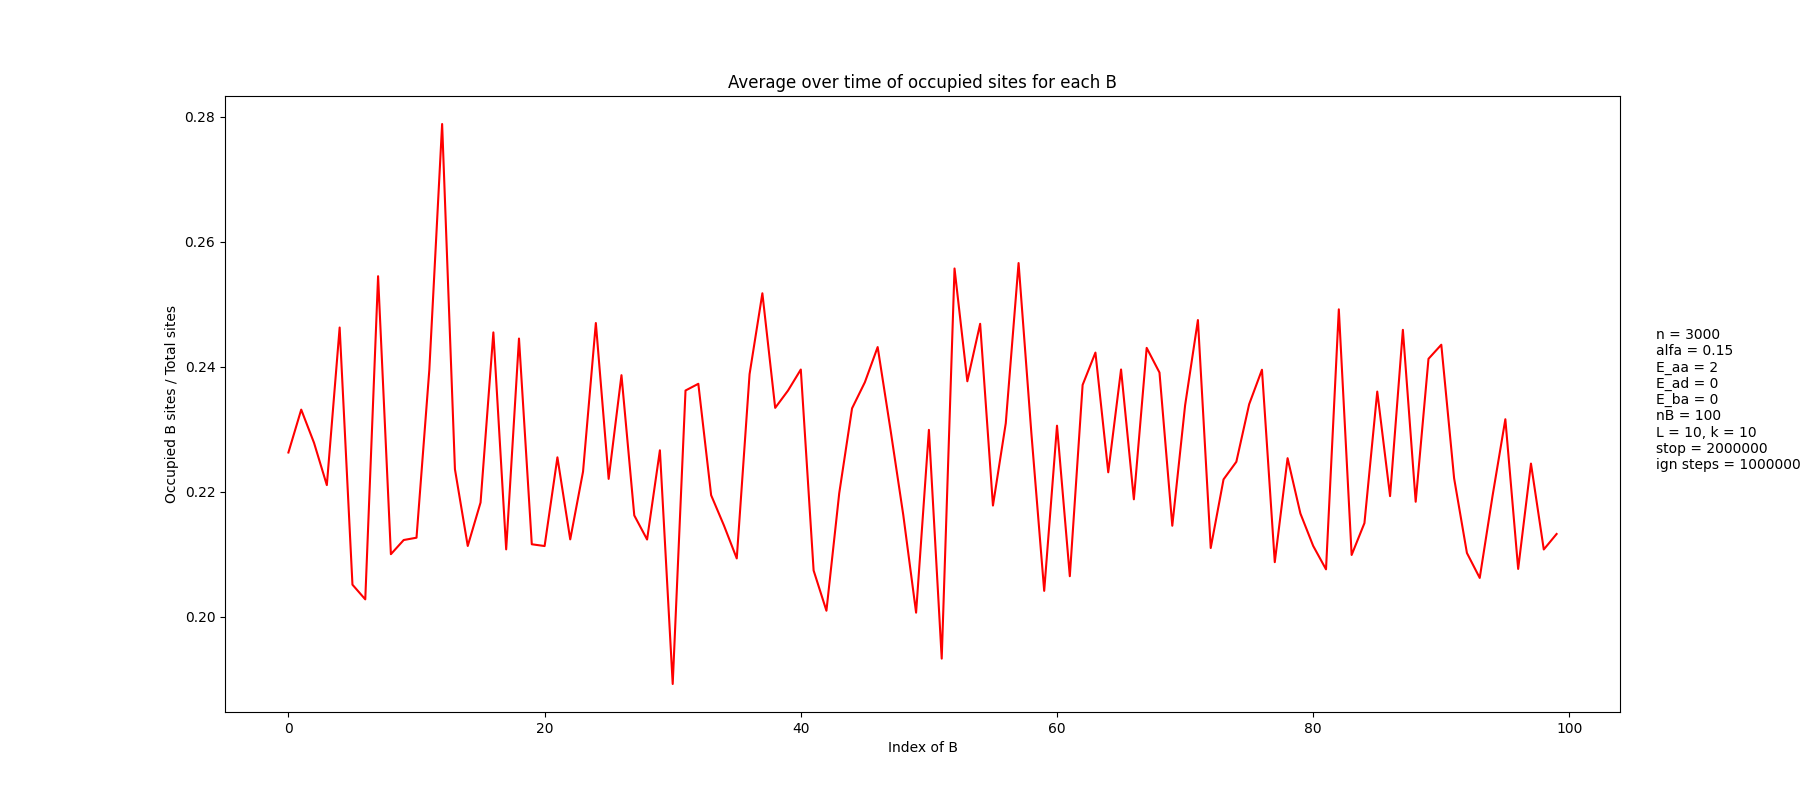 Average over time of occupied sites for each B
0.28
0.26
0.24
0.22
0.20
Occupied B sites / Total sites
0 20 40 60 80 100
Index of B
n = 3000
alfa = 0.15
E_aa = 2
E_ad = 0
E_ba = 0
nB = 100
L = 10, k = 10
stop = 2000000
ign steps = 1000000